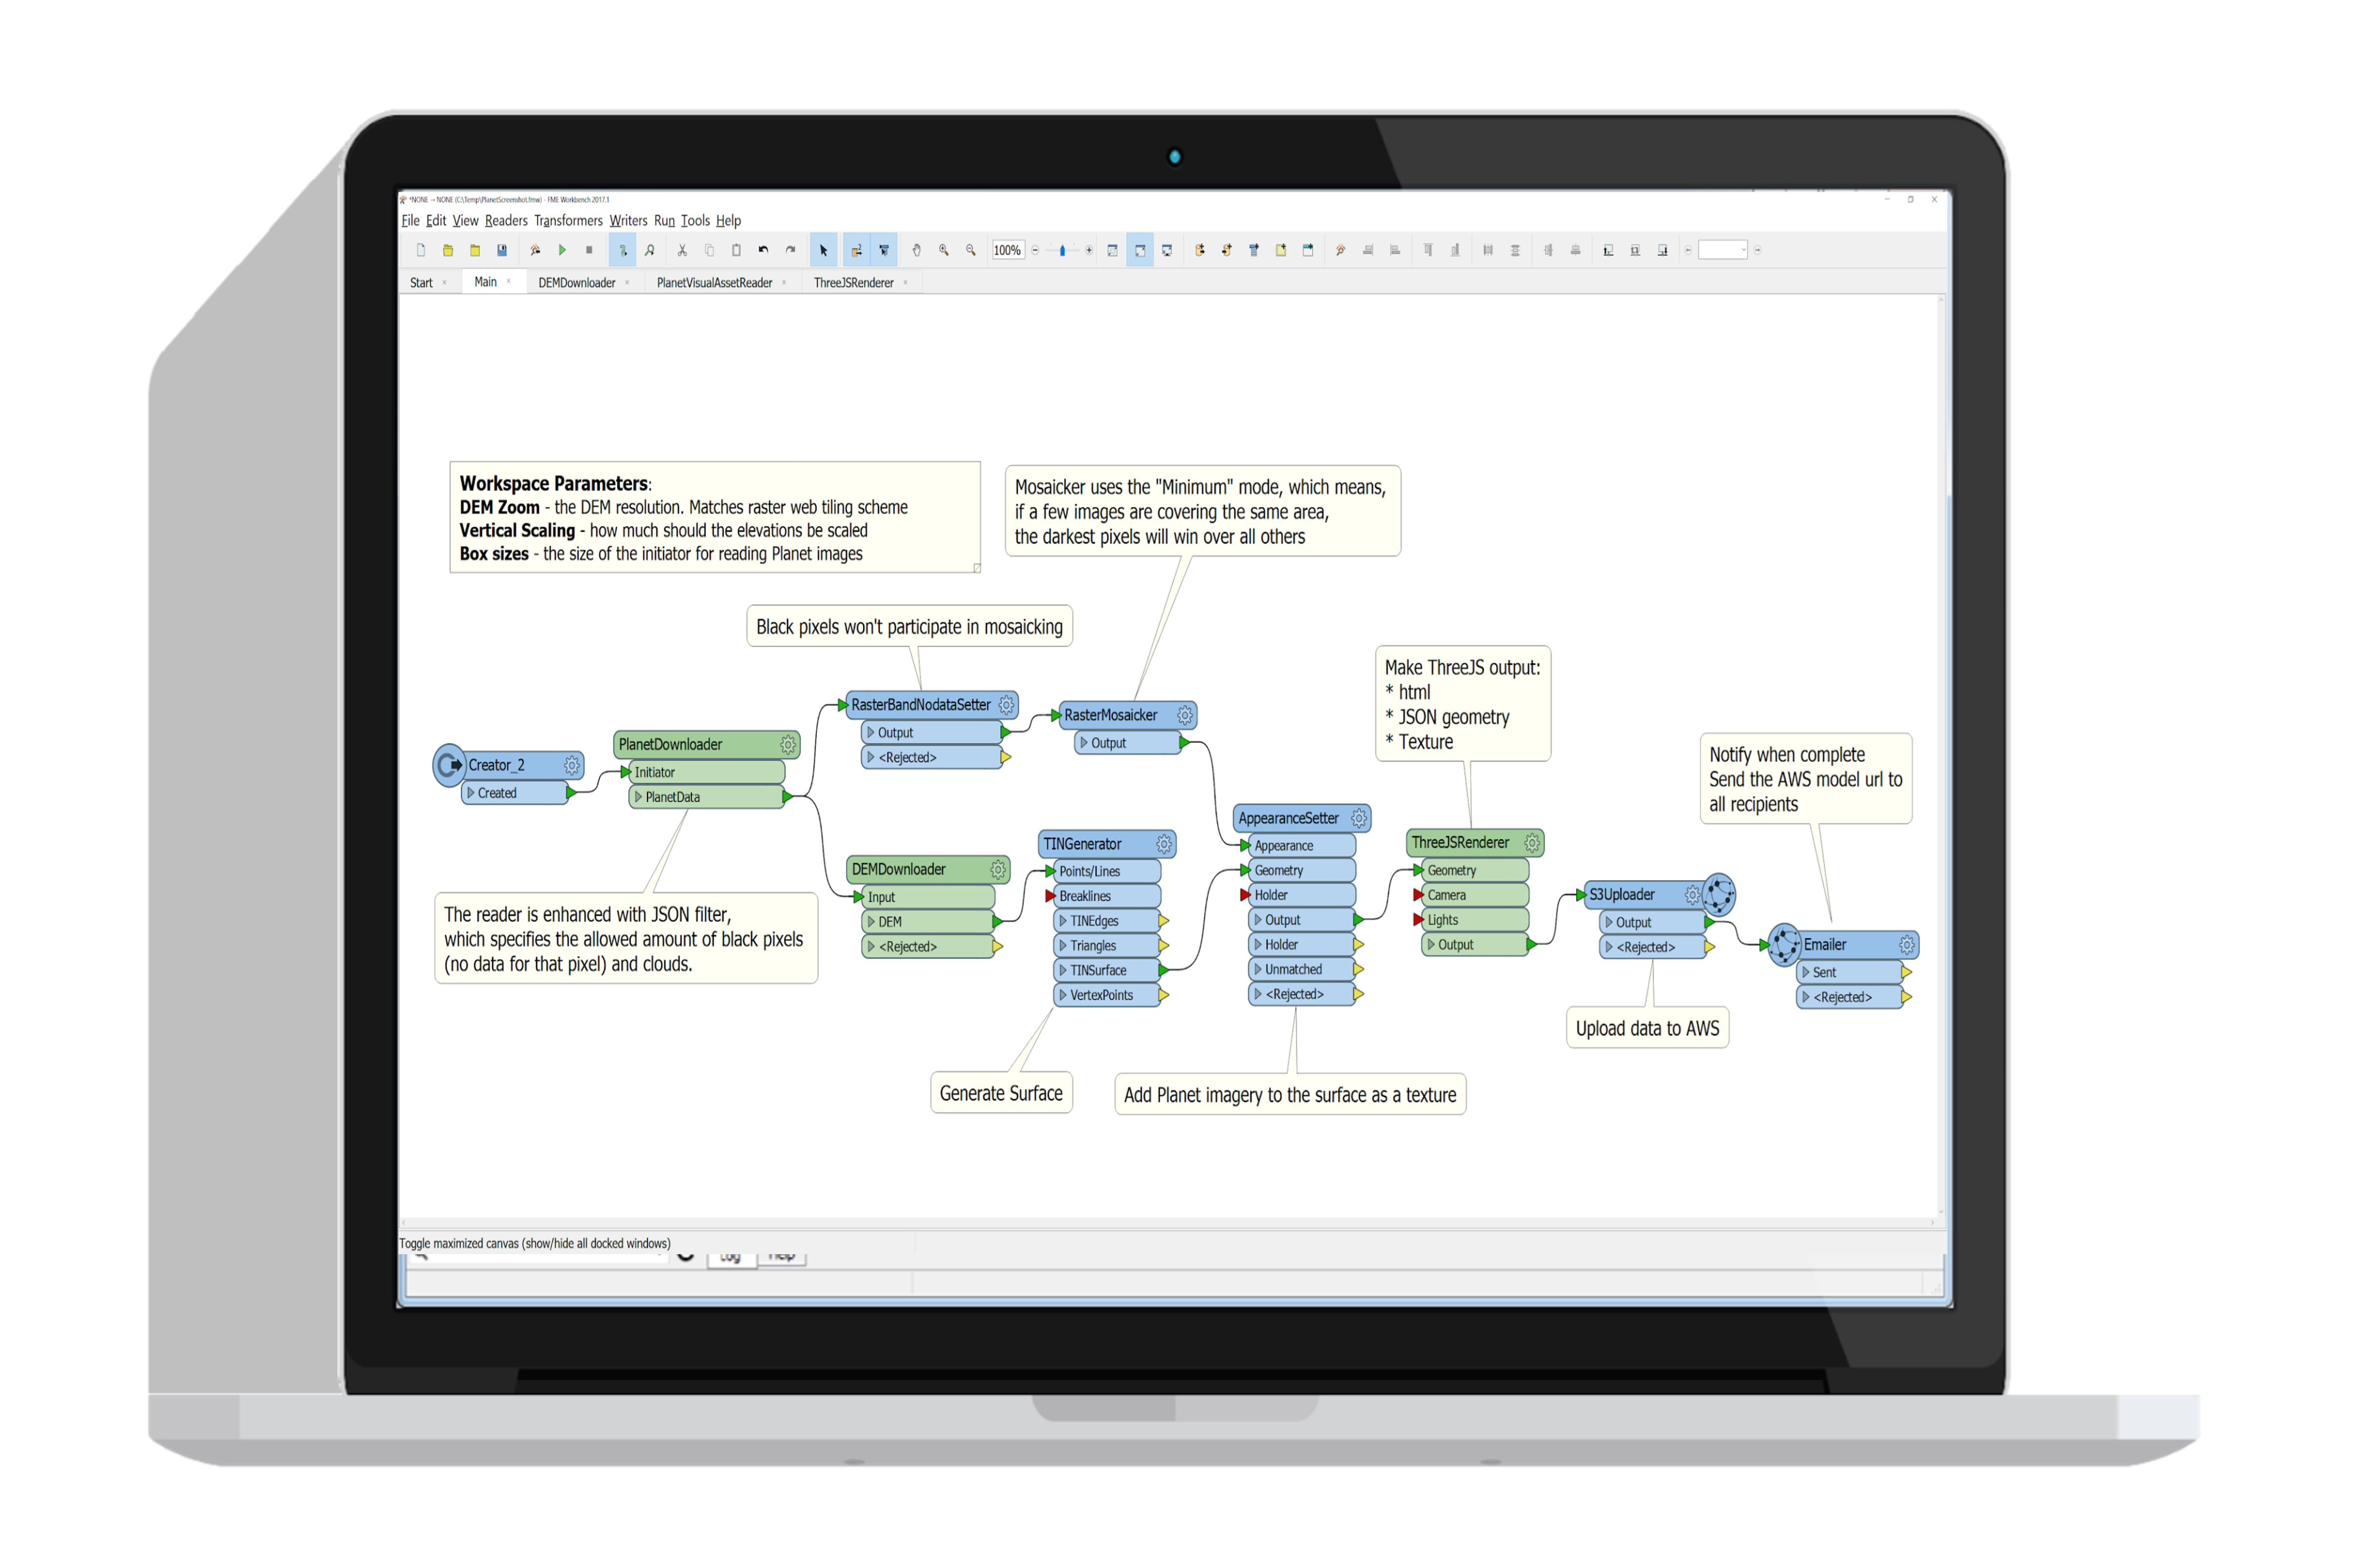 *NONE → NONE (C:\Temp\PlanetScreenshot.fmw) - FME Workbench 2017.1
File Edit View Readers Transformers Writers Run Tools Help
100%
Start Main DEMDownloader PlanetVisualAssetReader ThreeJSRenderer
Workspace Parameters:
DEM Zoom - the DEM resolution. Matches raster web tiling scheme
Vertical Scaling - how much should the elevations be scaled
Box sizes - the size of the initiator for reading Planet images
Mosaicker uses the "Minimum" mode, which means,
if a few images are covering the same area,
the darkest pixels will win over all others
Black pixels won't participate in mosaicking
Make ThreeJS output:
* html
* JSON geometry
* Texture
Notify when complete
Send the AWS model url to
all recipients
Creator_2
Created
PlanetDownloader
Initiator
PlanetData
RasterBandNodataSetter
Output
<Rejected>
RasterMosaicker
Output
DEMDownloader
Input
DEM
<Rejected>
TINGenerator
Points/Lines
Breaklines
TINEdges
Triangles
TINSurface
VertexPoints
AppearanceSetter
Appearance
Geometry
Holder
Output
Holder
Unmatched
<Rejected>
ThreeJSRenderer
Geometry
Camera
Lights
Output
S3Uploader
Output
<Rejected>
Emailer
Sent
<Rejected>
The reader is enhanced with JSON filter,
which specifies the allowed amount of black pixels
(no data for that pixel) and clouds.
Generate Surface
Add Planet imagery to the surface as a texture
Upload data to AWS
Toggle maximized canvas (show/hide all docked windows)
Log Help